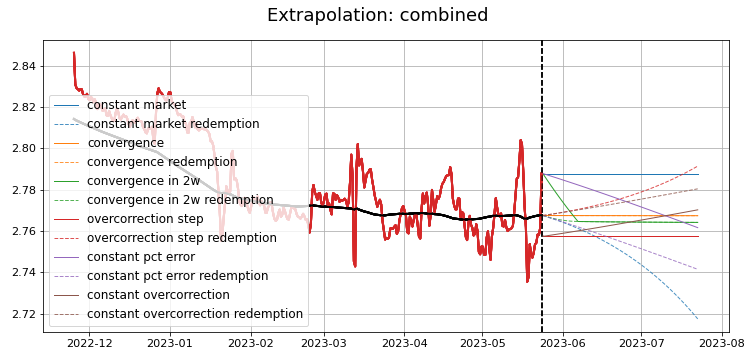 Extrapolation: combined
2.84
2.82
2.80
2.78
2.76
2.74
2.72
constant market
constant market redemption
convergence
convergence redemption
convergence in 2w
convergence in 2w redemption
overcorrection step
overcorrection step redemption
constant pct error
constant pct error redemption
constant overcorrection
constant overcorrection redemption
2022-12 2023-01 2023-02 2023-03 2023-04 2023-05 2023-06 2023-07 2023-08